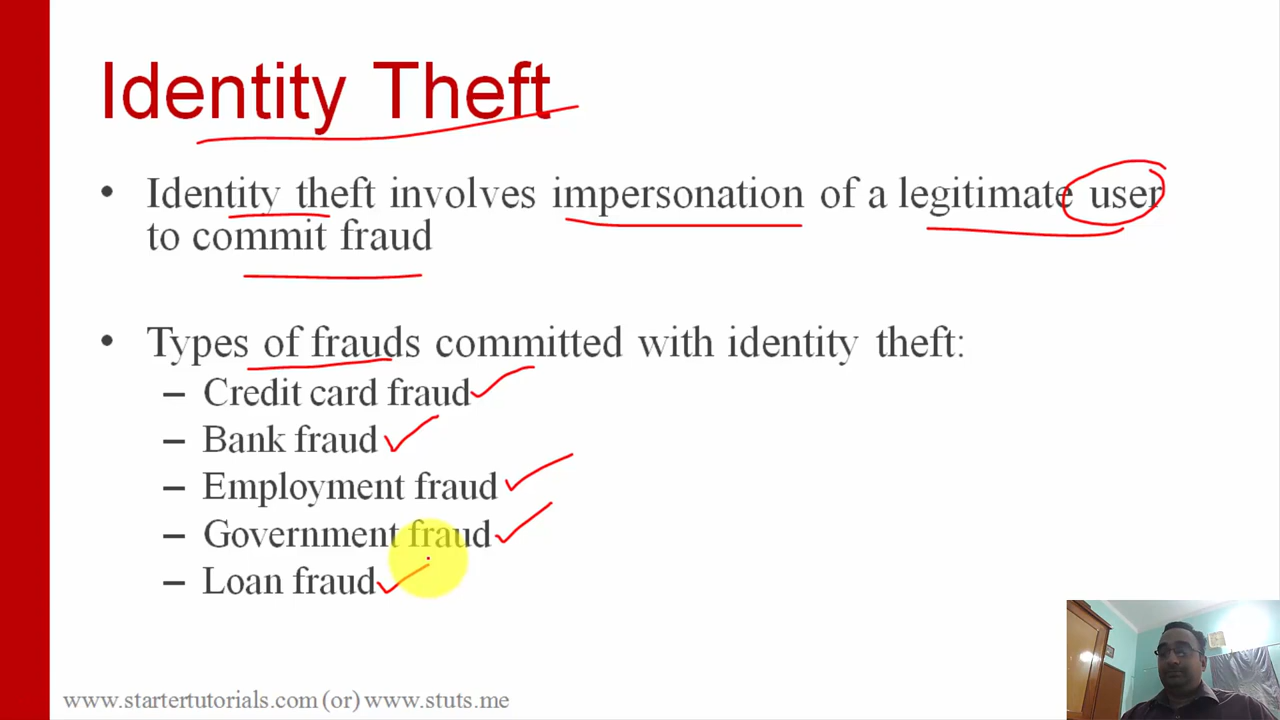 Identity Theft
• Identity theft involves impersonation of a legitimate user
to commit fraud
• Types of frauds committed with identity theft:
– Credit card fraud
– Bank fraud
– Employment fraud
– Government fraud
– Loan fraud
www.startertutorials.com (or) www.stuts.me